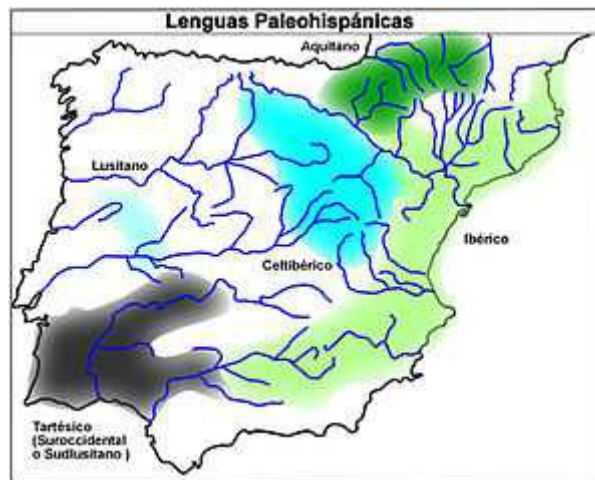 Lenguas Paleohispánicas
Aquitano
Lusitano
Ibérico
Celtibérico
Tartésico
(Suroccidental
o Sudlusitano )